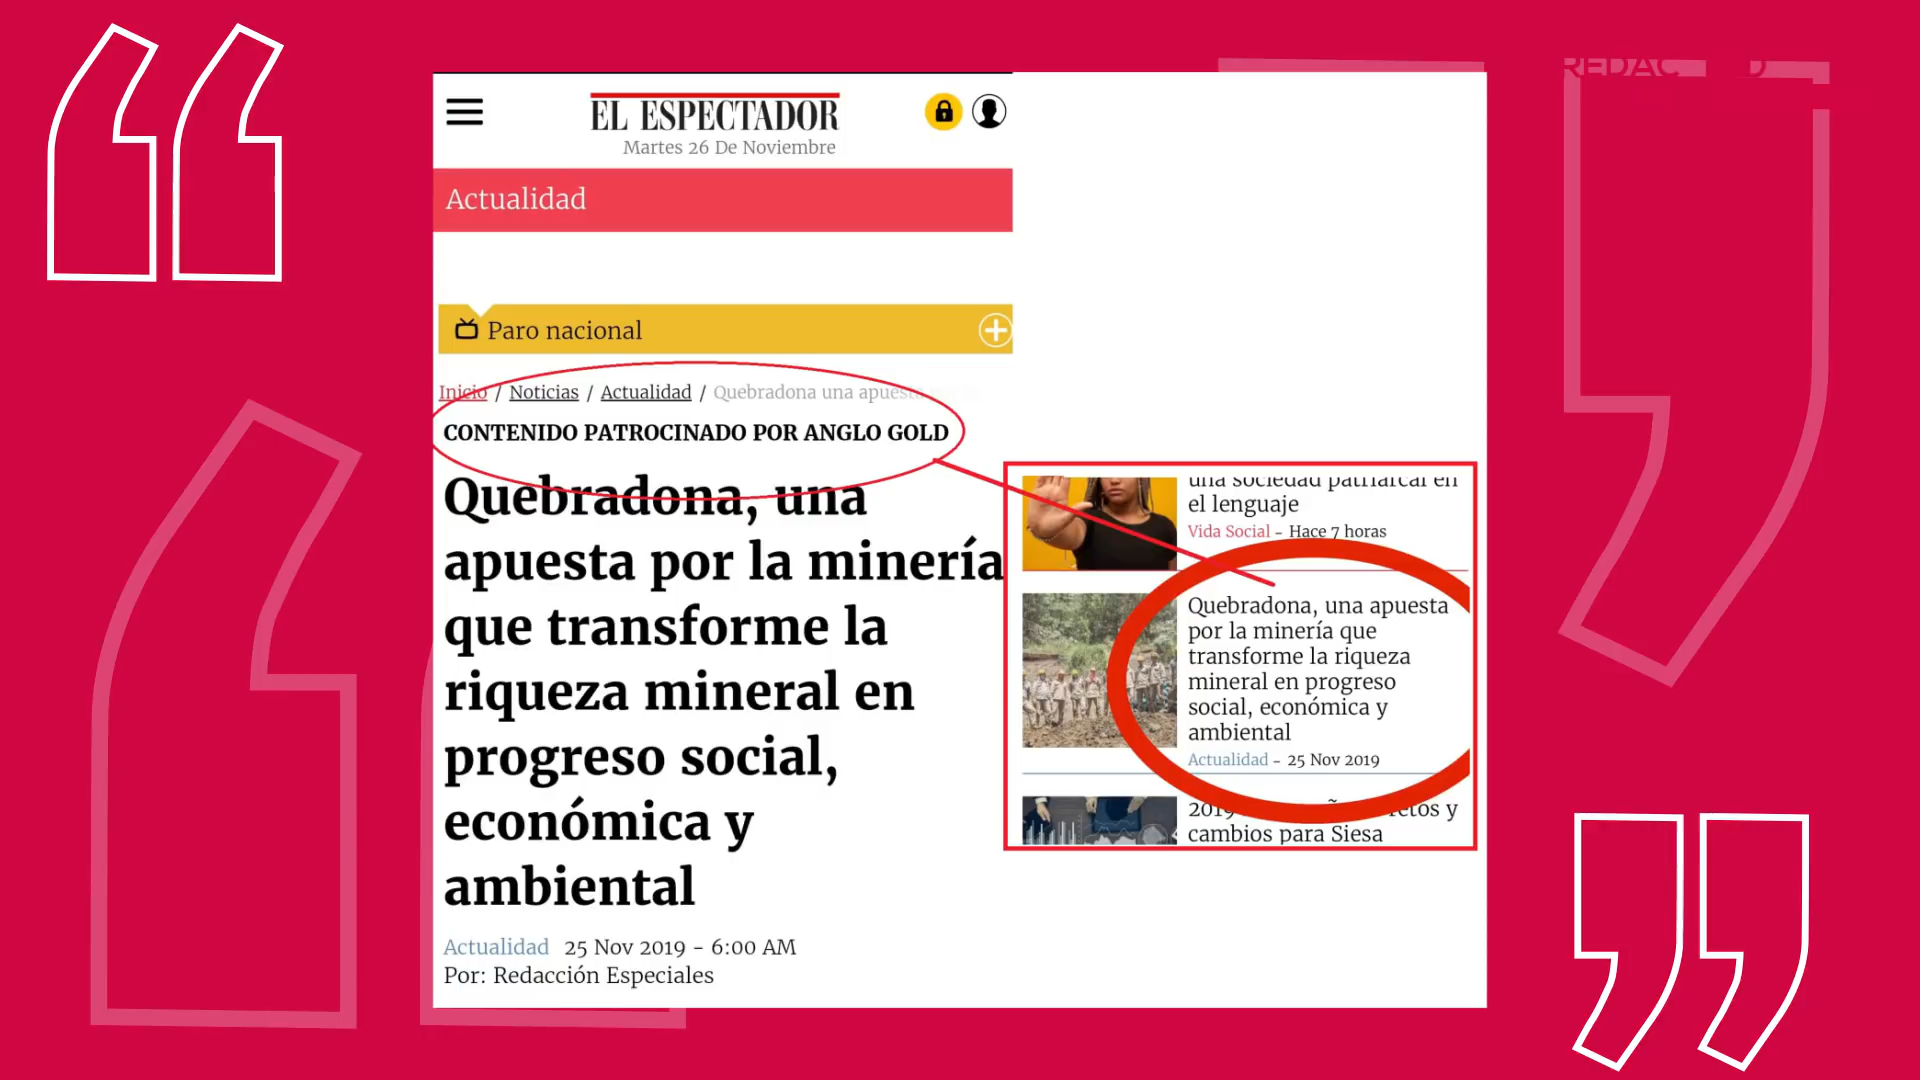 EL ESPECTADOR
Martes 26 De Noviembre
Actualidad
Paro nacional
Inicio / Noticias / Actualidad / Quebradona una apuesta
CONTENIDO PATROCINADO POR ANGLO GOLD
Quebradona, una
apuesta por la minería
que transforme la
riqueza mineral en
progreso social,
económica y
ambiental
Actualidad 25 Nov 2019 - 6:00 AM
Por: Redacción Especiales
una sociedad patriarcal en
el lenguaje
Vida Social - Hace 7 horas
Quebradona, una apuesta
por la minería que
transforme la riqueza
mineral en progreso
social, económica y
ambiental
Actualidad - 25 Nov 2019
y
cambios para Siesa